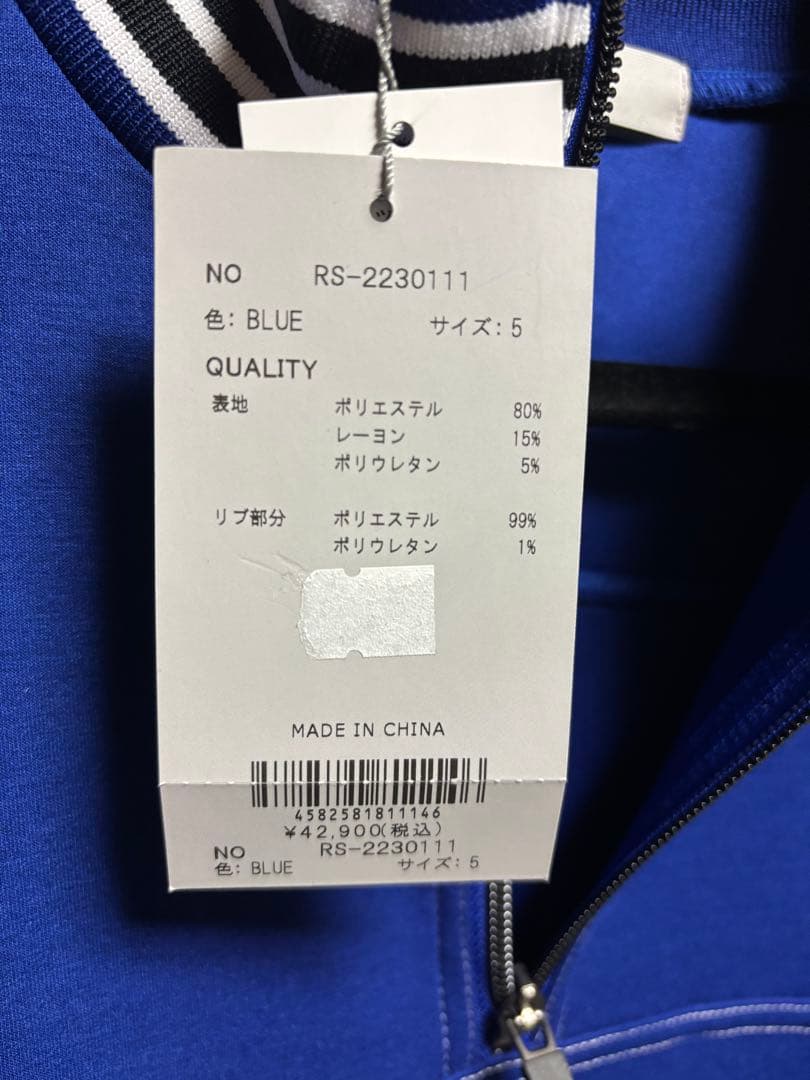 NO RS-2230111
色: BLUE サイズ: 5
QUALITY
表地 ポリエステル 80%
レーヨン 15%
ポリウレタン 5%
リブ部分 ポリエステル 99%
ポリウレタン 1%
MADE IN CHINA
4582581811146
¥42,900(税込)
NO RS-2230111
色: BLUE サイズ: 5